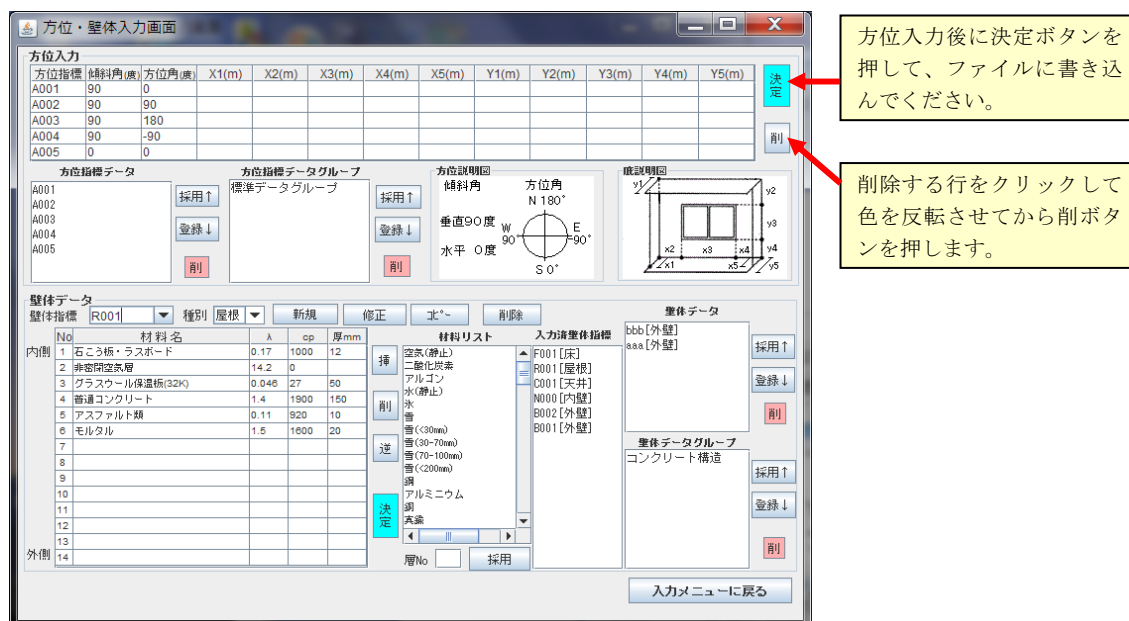 方位・壁体入力画面
方位入力
方位指標 傾斜角(度) 方位角(度) X1(m) X2(m) X3(m) X4(m) X5(m) Y1(m) Y2(m) Y3(m) Y4(m) Y5(m)
A001 90 0
A002 90 90
A003 90 180
A004 90 -90
A005 0 0
決定
削
方位入力後に決定ボタンを
押して、ファイルに書き込
んでください。
削除する行をクリックして
色を反転させてから削ボタ
ンを押します。
方位指標データ
A001
A002
A003
A004
A005
採用↑
登録↓
削
方位指標データグループ
標準データグループ
採用↑
登録↓
削
方位説明図
傾斜角 方位角
N 180°
垂直90度 W E
90° -90°
水平 0度
S 0°
庇説明図
y1 y2
y3
x2 x3 x4 y4
x1 x5 y5
壁体データ
壁体指標 R001 種別 屋根 新規 修正 ｺﾋﾟｰ 削除
No 材料名 λ cp 厚mm
内側 1 石こう板・ラスボード 0.17 1000 12
2 非密閉空気層 14.2 0
3 グラスウール保温板(32K) 0.046 27 50
4 普通コンクリート 1.4 1900 150
5 アスファルト類 0.11 920 10
6 モルタル 1.5 1600 20
7
8
9
10
11
12
13
外側 14
挿
削
逆
決定
材料リスト
空気(静止)
二酸化炭素
アルゴン
水(静止)
氷
雪
雪(<30mm)
雪(30-70mm)
雪(70-100mm)
雪(<200mm)
鋼
アルミニウム
銅
真鍮
層No 採用
入力済壁体指標
F001[床]
R001[屋根]
C001[天井]
N000[内壁]
B002[外壁]
B001[外壁]
壁体データ
bbb[外壁]
aaa[外壁]
採用↑
登録↓
削
壁体データグループ
コンクリート構造
採用↑
登録↓
削
入力メニューに戻る